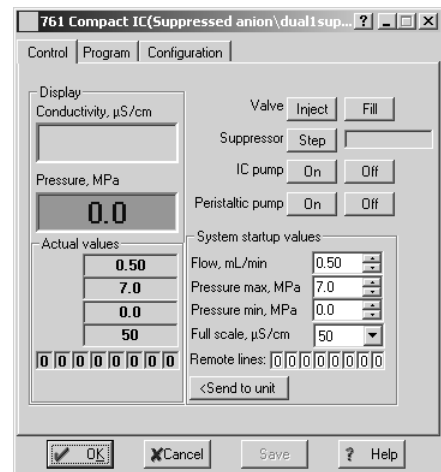 761 Compact IC(Suppressed anion\dual1sup... ? _ □ ×
Control Program Configuration
Display
Conductivity, µS/cm
Pressure, MPa
0.0
Valve Inject Fill
Suppressor Step
IC pump On Off
Peristaltic pump On Off
Actual values
0.50
7.0
0.0
50
0 0 0 0 0 0 0 0
System startup values
Flow, mL/min 0.50
Pressure max, MPa 7.0
Pressure min, MPa 0.0
Full scale, µS/cm 50
Remote lines: 0 0 0 0 0 0 0 0
<Send to unit
OK Cancel Save ? Help